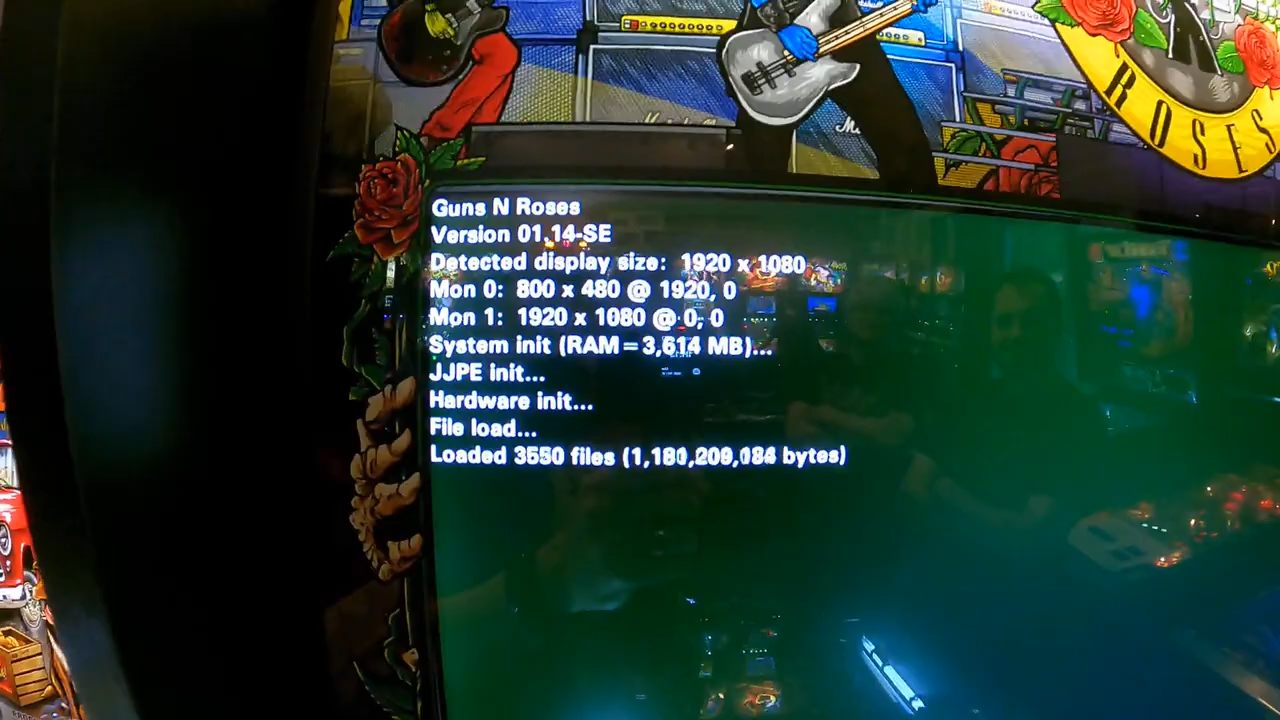 ROSES
Guns N Roses
Version 01.14-SE
Detected display size: 1920 x 1080
Mon 0: 800 x 480 @ 1920, 0
Mon 1: 1920 x 1080 @ 0, 0
System init (RAM = 3,614 MB)...
JJPE init...
Hardware init...
File load...
Loaded 3550 files (1,180,209,184 bytes)